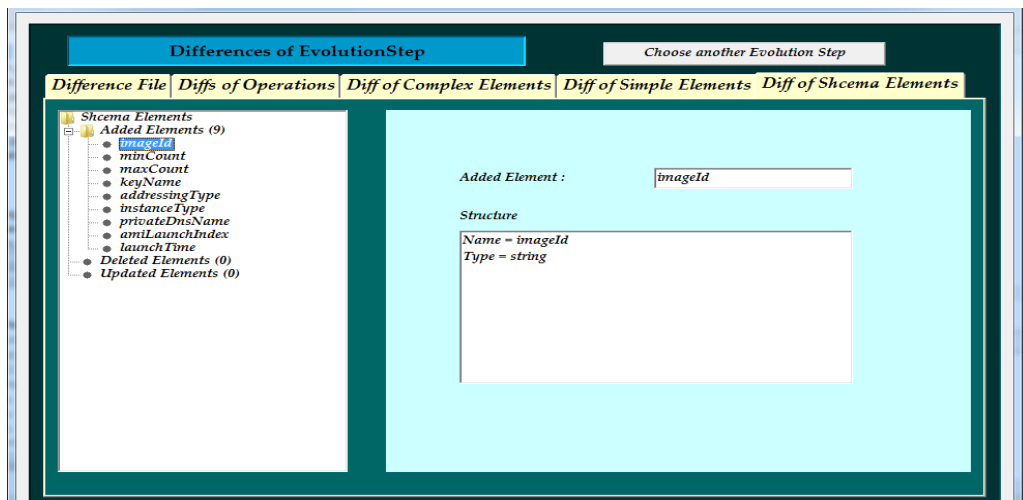 Differences of EvolutionStep
Choose another Evolution Step
Difference File
Diffs of Operations
Diff of Complex Elements
Diff of Simple Elements
Diff of Shcema Elements
Shcema Elements
Added Elements (9)
imageId
minCount
maxCount
keyName
addressingType
instanceType
privateDnsName
amiLaunchIndex
launchTime
Deleted Elements (0)
Updated Elements (0)
Added Element :
imageId
Structure
Name = imageId
Type = string